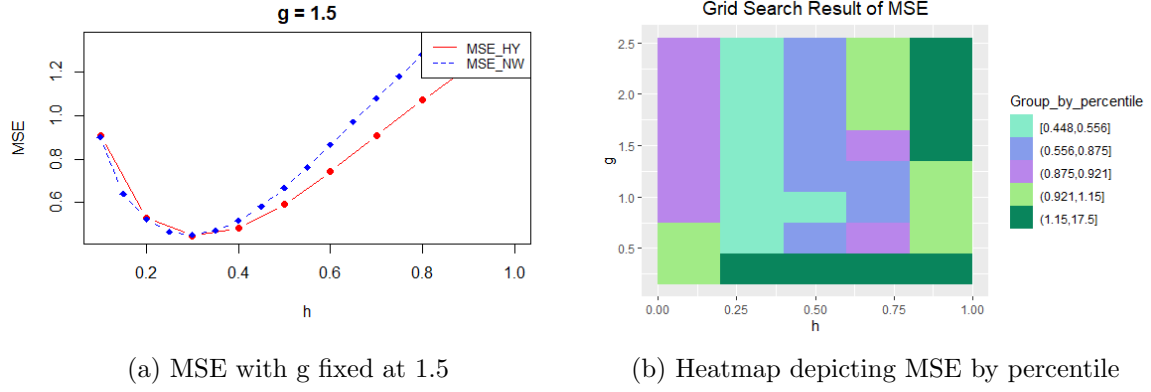 g = 1.5
MSE_HY
MSE_NW
MSE
0.6 0.8 1.0 1.2
0.2 0.4 0.6 0.8 1.0
h
(a) MSE with g fixed at 1.5
Grid Search Result of MSE
2.5
2.0
1.5
1.0
0.5
g
0.00 0.25 0.50 0.75 1.00
h
Group_by_percentile
[0.448,0.556]
(0.556,0.875]
(0.875,0.921]
(0.921,1.15]
(1.15,17.5]
(b) Heatmap depicting MSE by percentile